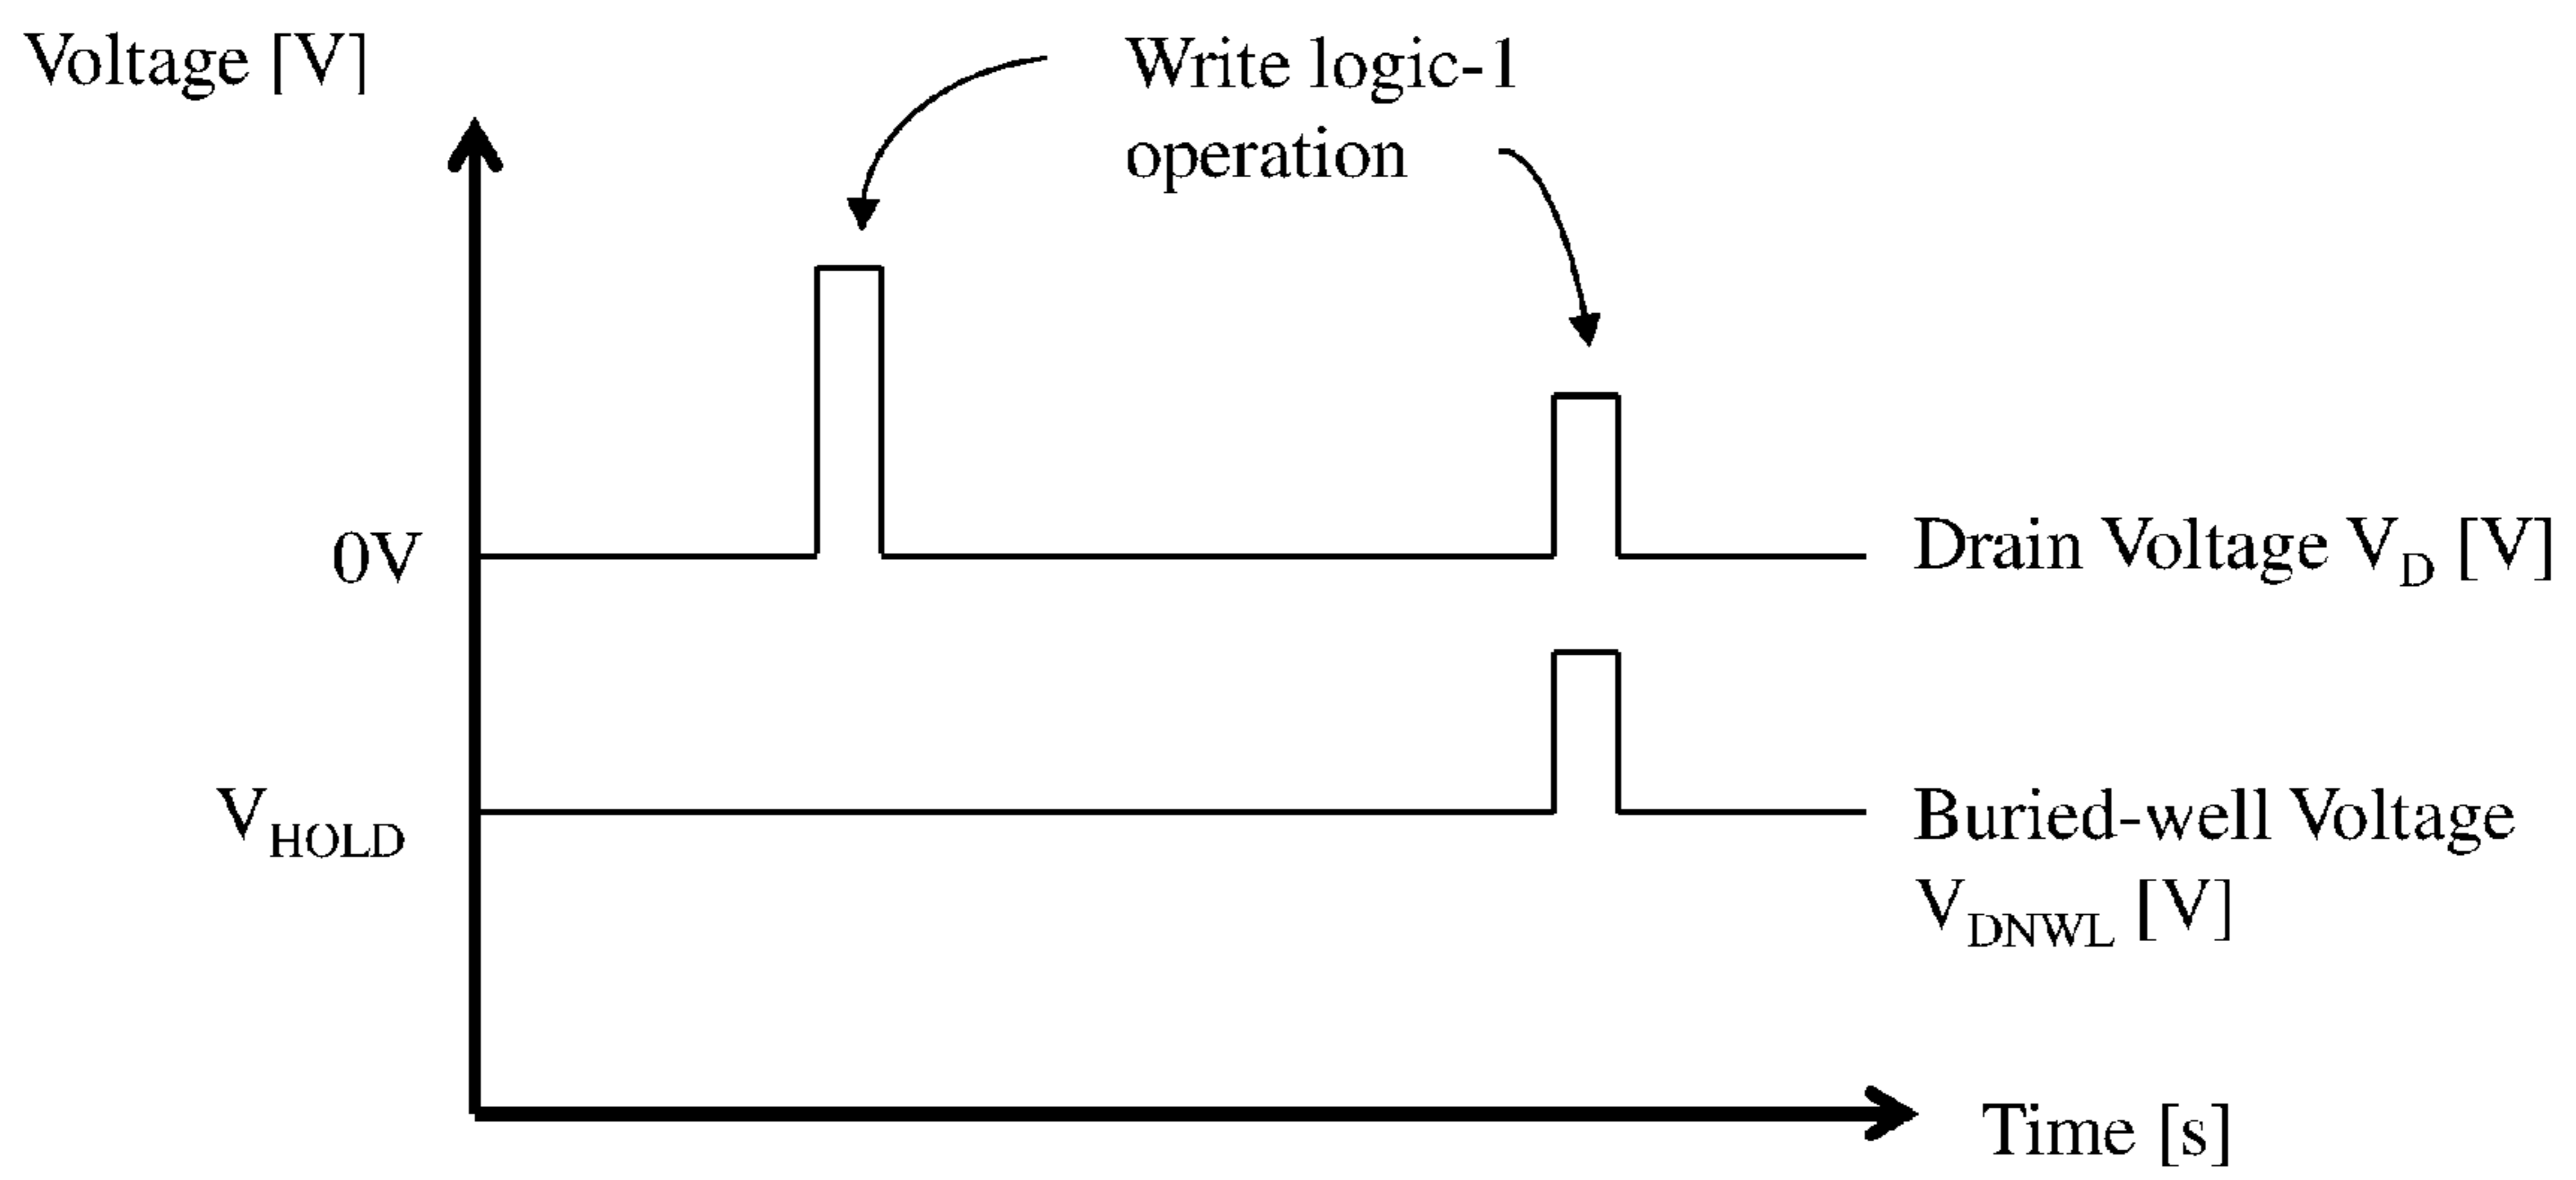 Voltage [V]
Write logic-1
operation
0V
Drain Voltage V_D [V]
V_HOLD
Buried-well Voltage
V_DNWL [V]
Time [s]